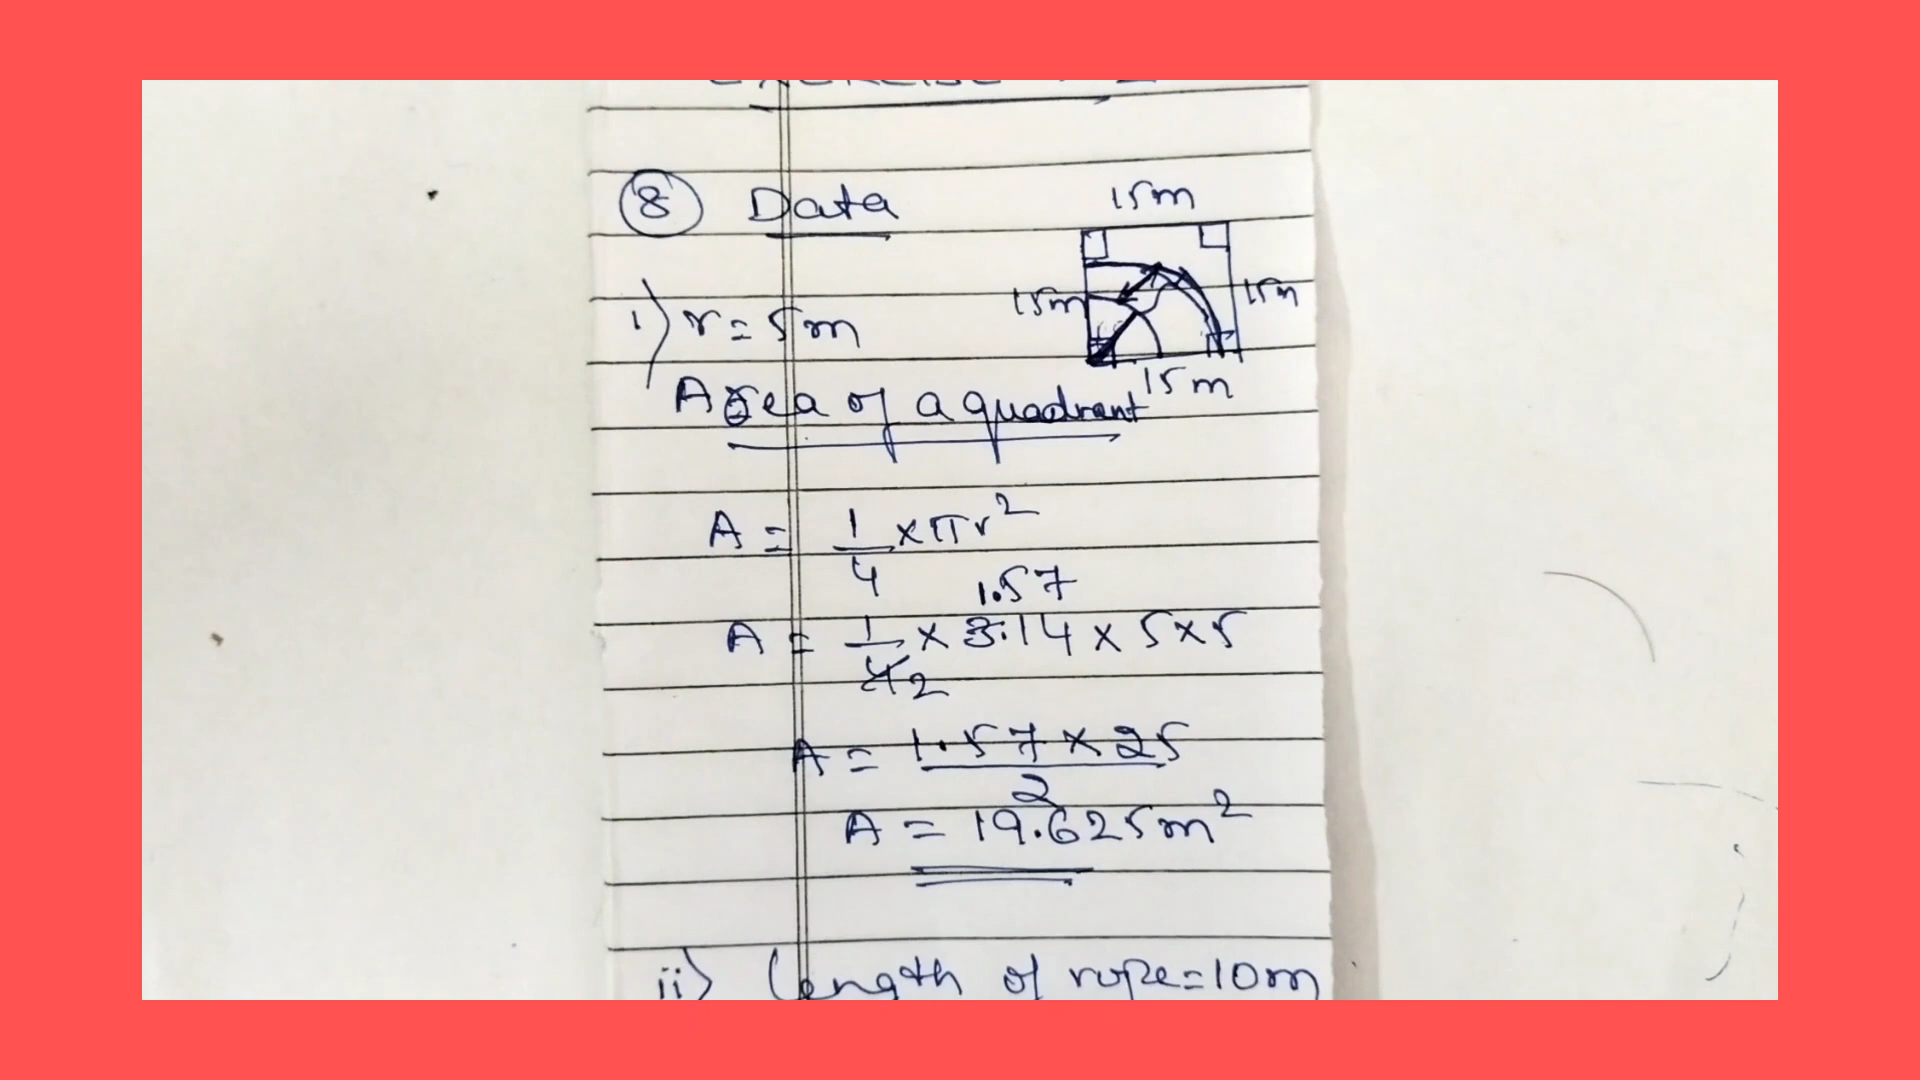 8 Data
15m
15m
15m
i) r = 5m
15m
Area of a quadrant
A = 1/4 × πr²
1.57
A = 1/4 × 3.14 × 5 × 5
2
A = 1.57 × 25
2
A = 19.625m²
ii) Length of rope = 10m